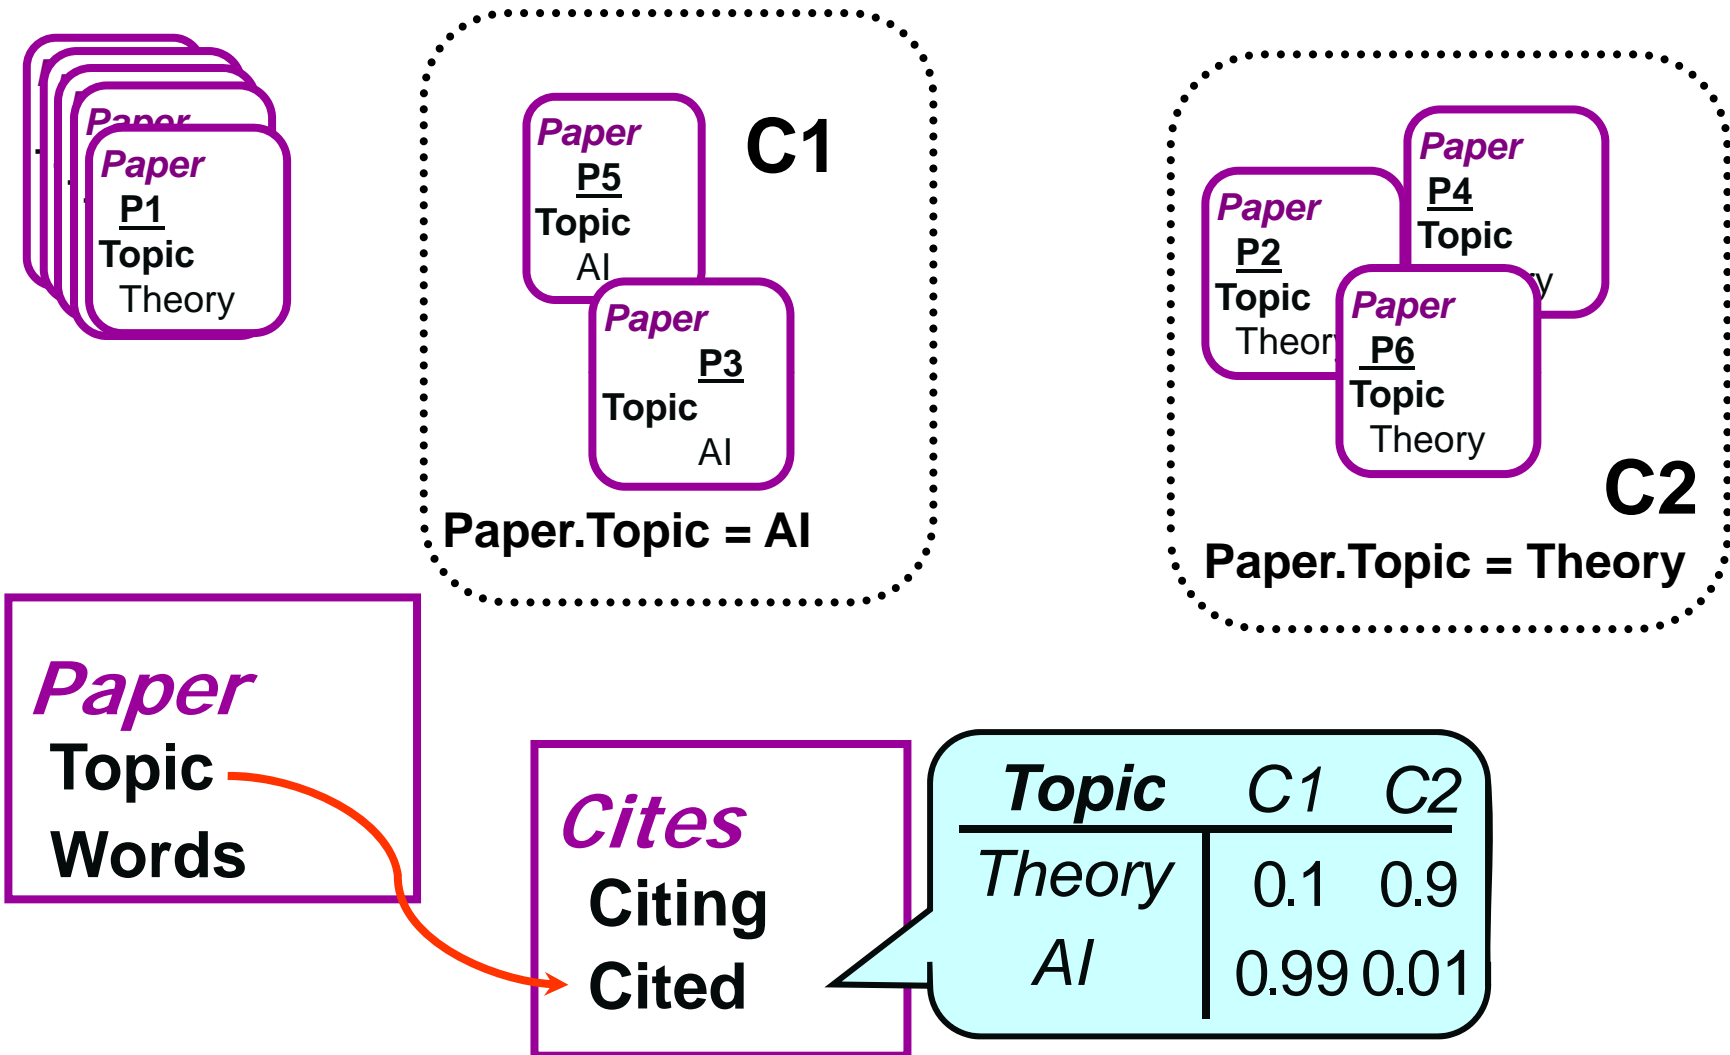 Paper
Paper
P1
Topic
Theory
Paper
P5
Topic
AI
C1
Paper
P3
Topic
AI
Paper.Topic = AI
Paper
P4
Topic
Paper
P2
Topic
Theory
Paper
P6
Topic
Theory
C2
Paper.Topic = Theory
Paper
Topic
Words
Cites
Citing
Cited
Topic C1 C2
Theory 0.1 0.9
AI 0.99 0.01